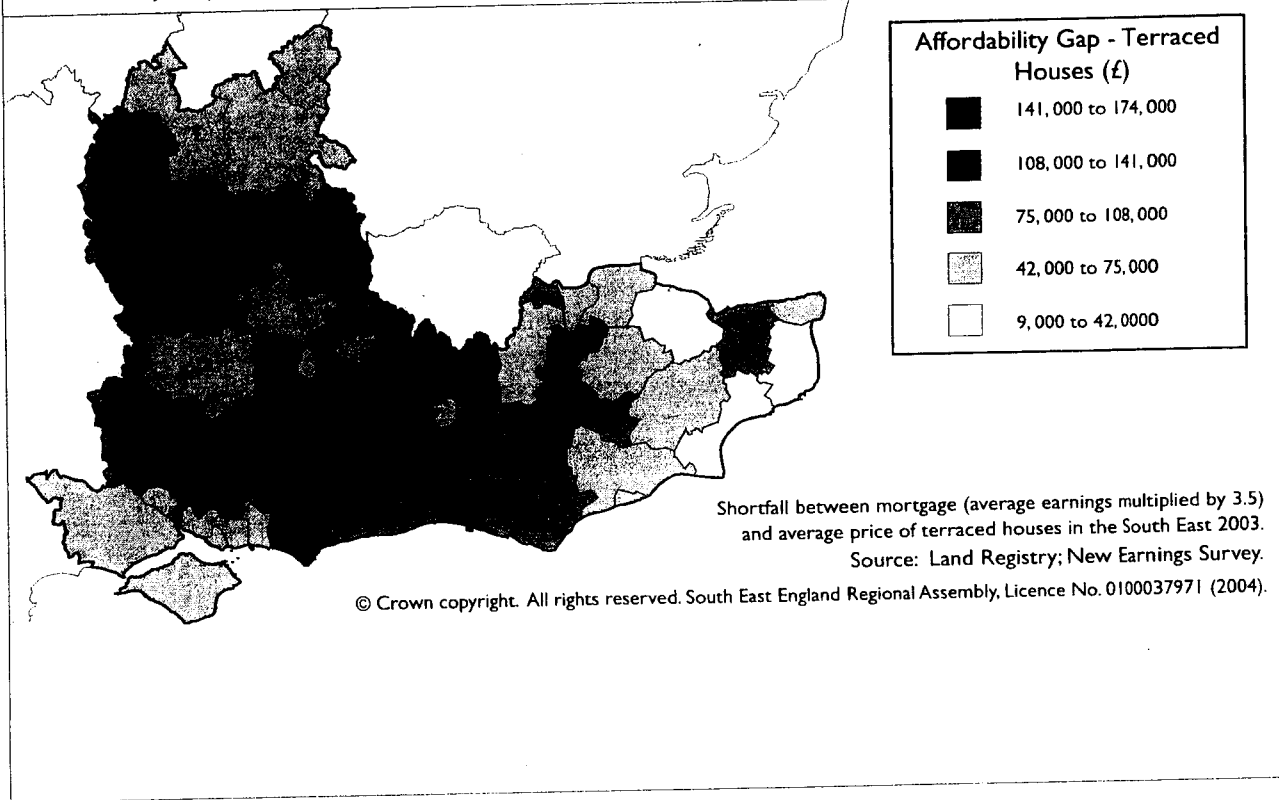 Affordability Gap - Terraced
Houses (£)
141,000 to 174,000
108,000 to 141,000
75,000 to 108,000
42,000 to 75,000
9,000 to 42,0000
Shortfall between mortgage (average earnings multiplied by 3.5)
and average price of terraced houses in the South East 2003.
Source: Land Registry; New Earnings Survey.
© Crown copyright. All rights reserved. South East England Regional Assembly, Licence No. 0100037971 (2004).